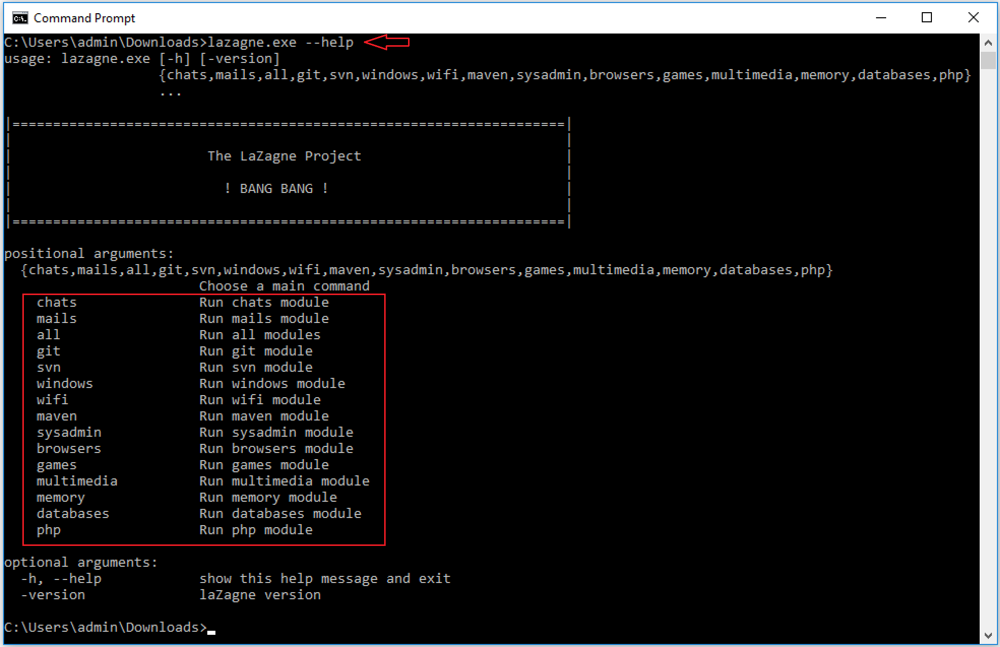 Command Prompt
C:\Users\admin\Downloads>lazagne.exe --help
usage: lazagne.exe [-h] [-version]
{chats,mails,all,git,svn,windows,wifi,maven,sysadmin,browsers,games,multimedia,memory,databases,php}
...
|====================================================================|
|                                                                    |
|                        The LaZagne Project                         |
|                                                                    |
|                          ! BANG BANG !                             |
|                                                                    |
|====================================================================|
positional arguments:
{chats,mails,all,git,svn,windows,wifi,maven,sysadmin,browsers,games,multimedia,memory,databases,php}
Choose a main command
chats Run chats module
mails Run mails module
all Run all modules
git Run git module
svn Run svn module
windows Run windows module
wifi Run wifi module
maven Run maven module
sysadmin Run sysadmin module
browsers Run browsers module
games Run games module
multimedia Run multimedia module
memory Run memory module
databases Run databases module
php Run php module
optional arguments:
-h, --help show this help message and exit
-version laZagne version
C:\Users\admin\Downloads>